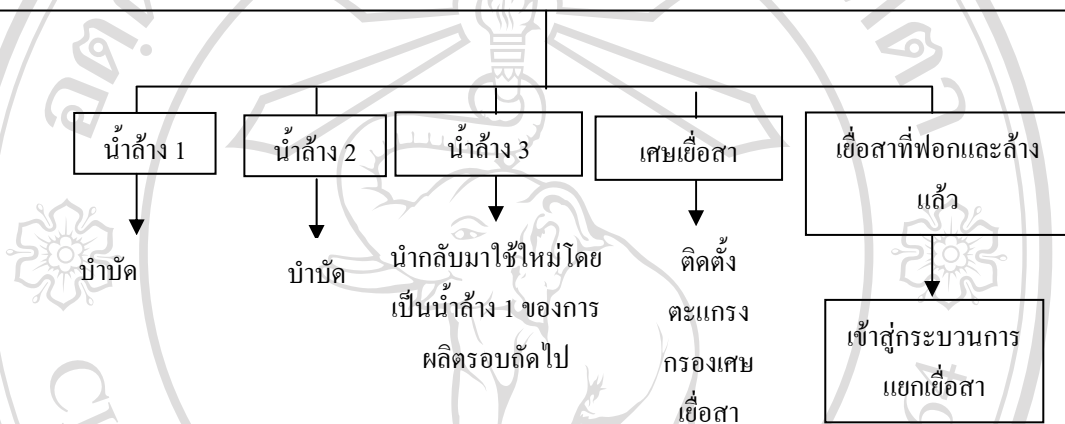 น้ำล้าง 1
บำบัด
น้ำล้าง 2
บำบัด
น้ำล้าง 3
นำกลับมาใช้ใหม่โดย
เป็นน้ำล้าง 1 ของการ
ผลิตรอบถัดไป
เศษเยื่อสา
ติดตั้ง
ตะแกรง
กรองเศษ
เยื่อสา
เยื่อสาที่ฟอกและล้าง
แล้ว
เข้าสู่กระบวนการ
แยกเยื่อสา